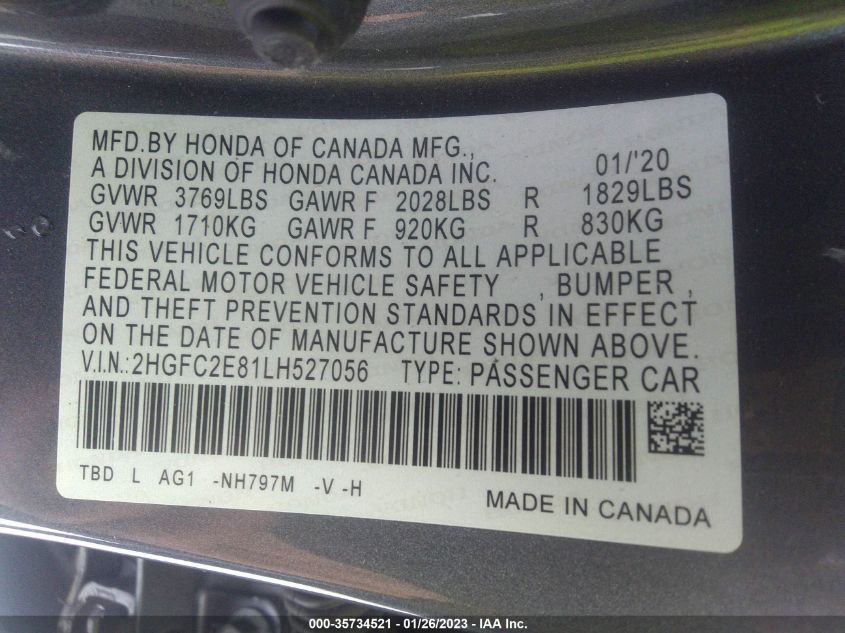 MFD.BY HONDA OF CANADA MFG.,
A DIVISION OF HONDA CANADA INC. 01/'20
GVWR 3769LBS GAWR F 2028LBS R 1829LBS
GVWR 1710KG GAWR F 920KG R 830KG
THIS VEHICLE CONFORMS TO ALL APPLICABLE
FEDERAL MOTOR VEHICLE SAFETY , BUMPER ,
AND THEFT PREVENTION STANDARDS IN EFFECT
ON THE DATE OF MANUFACTURE SHOWN ABOVE.
V.I.N.:2HGFC2E81LH527056 TYPE: PASSENGER CAR
TBD L AG1 -NH797M -V -H
MADE IN CANADA
000-35734521 - 01/26/2023 - IAA Inc.